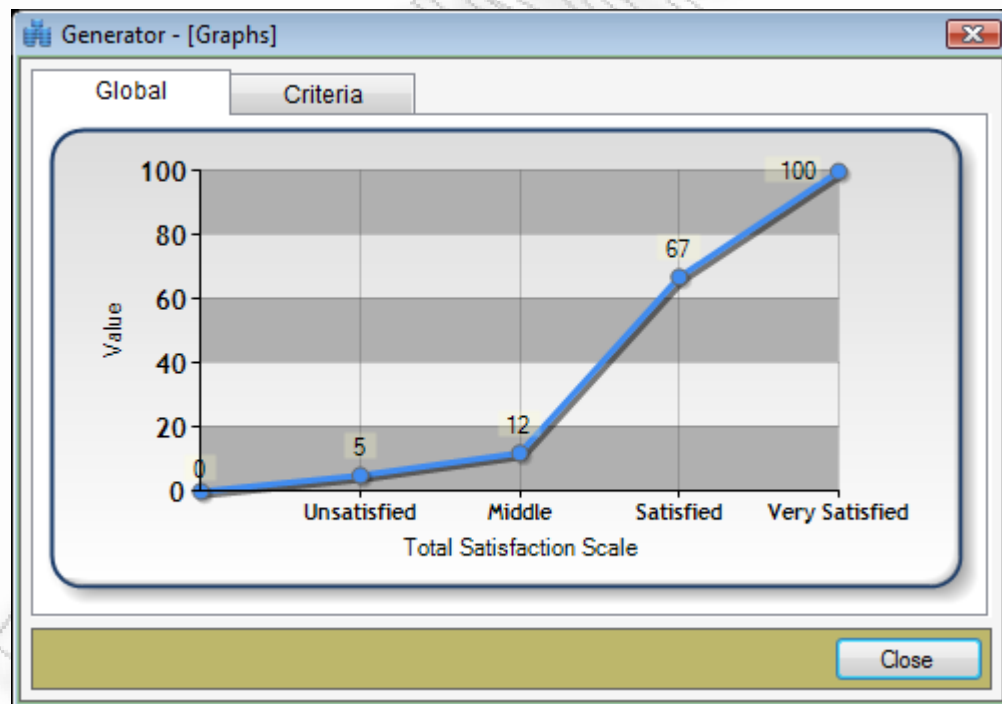 Generator - [Graphs]
Global Criteria
100
80
60
40
20
0
Value
0
5
12
67
100
Unsatisfied Middle Satisfied Very Satisfied
Total Satisfaction Scale
Close